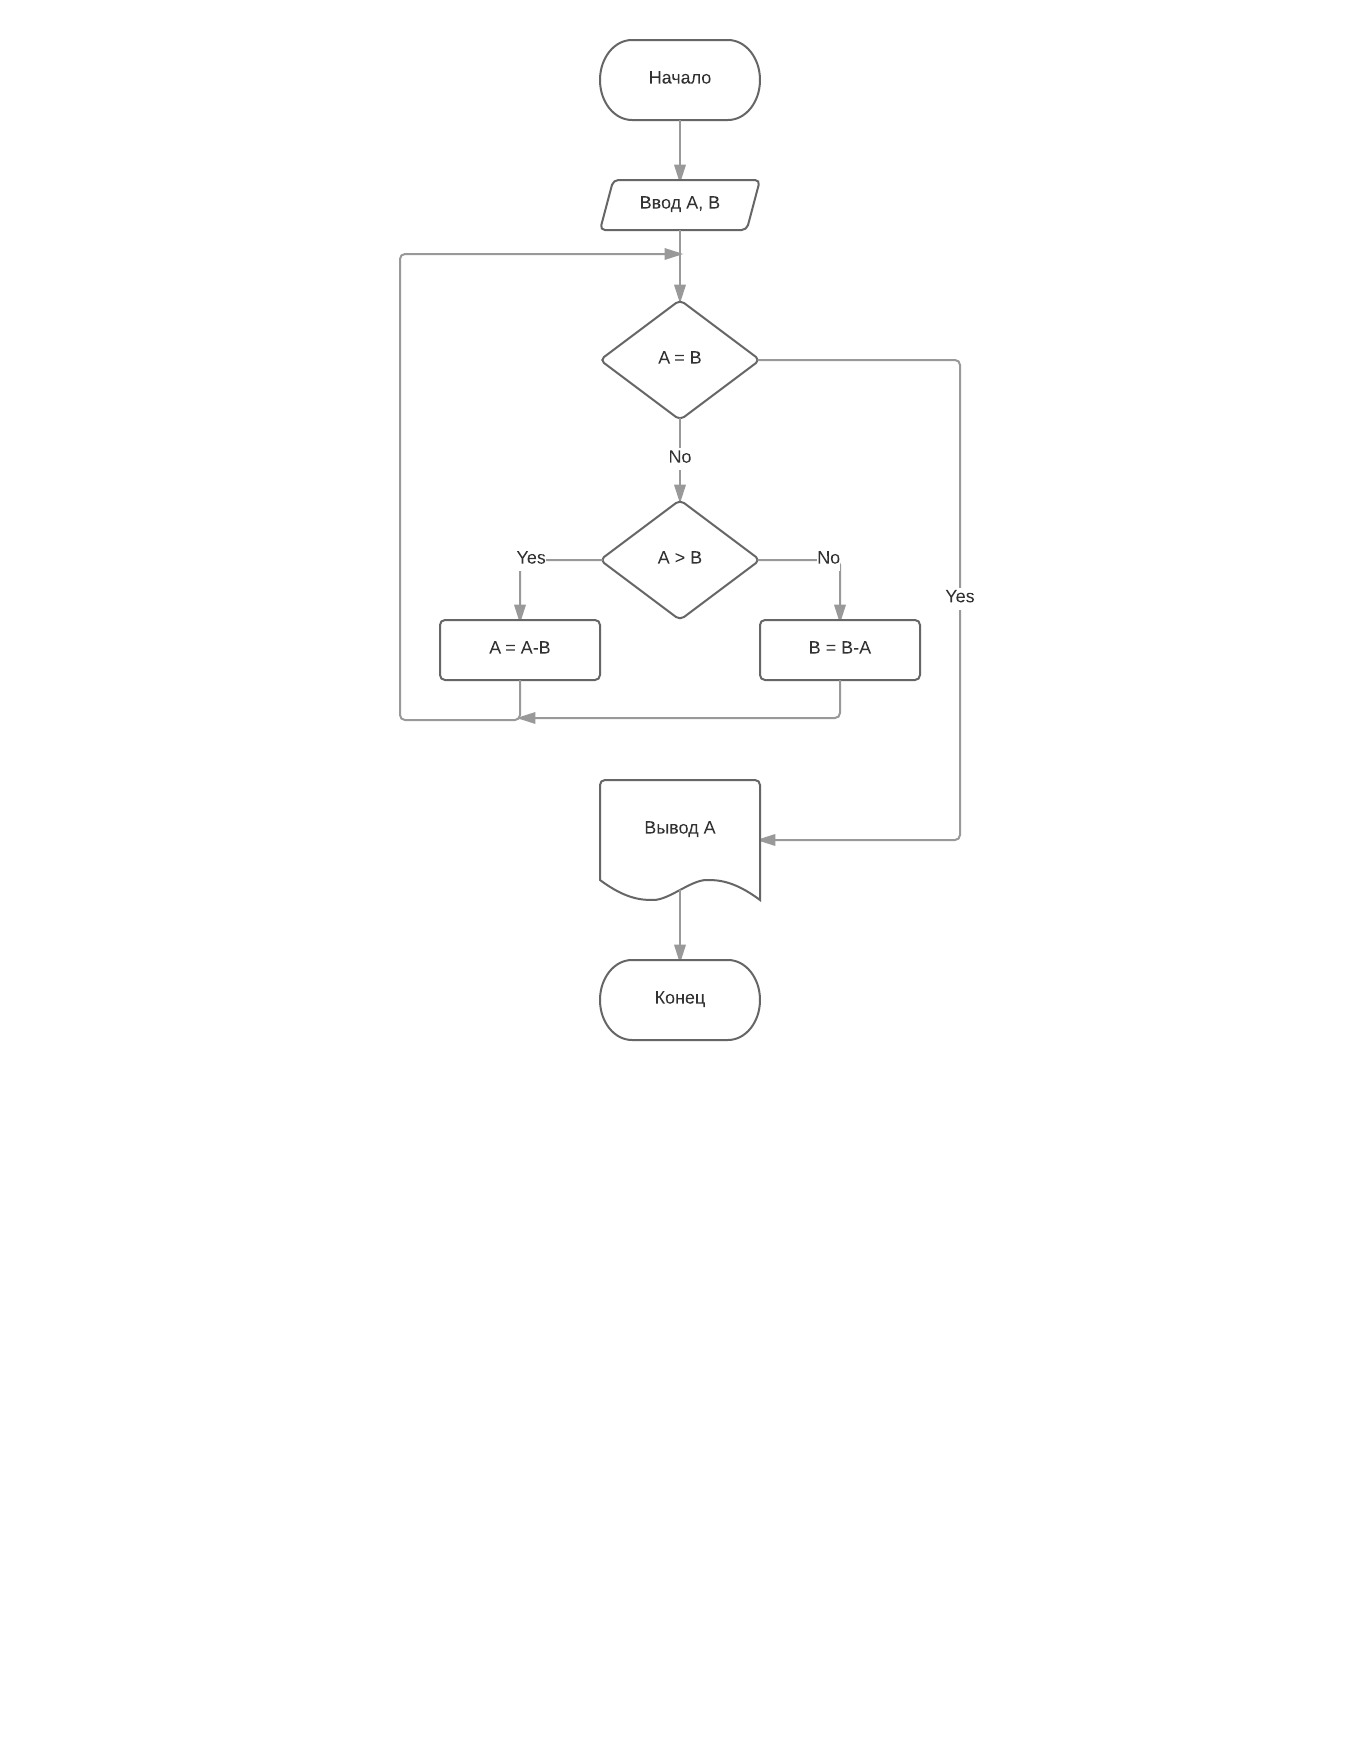 Начало
Ввод A, B
A = B
No
A > B
Yes
No
Yes
A = A-B
B = B-A
Вывод A
Конец